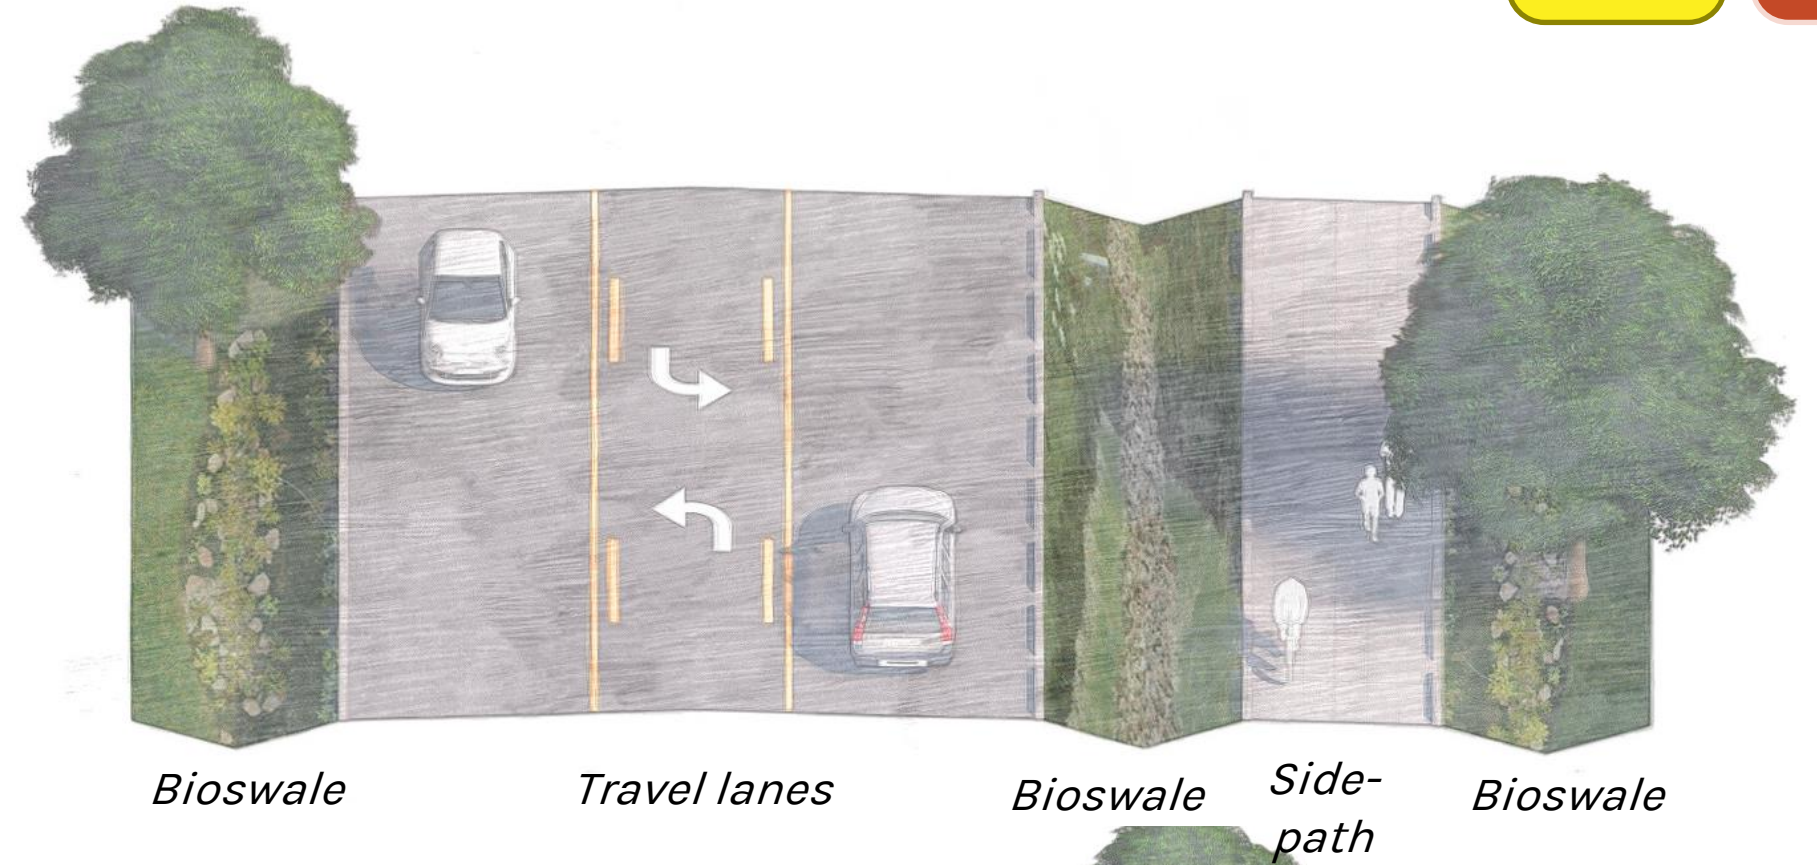 Bioswale
Travel lanes
Bioswale
Side-
path
Bioswale